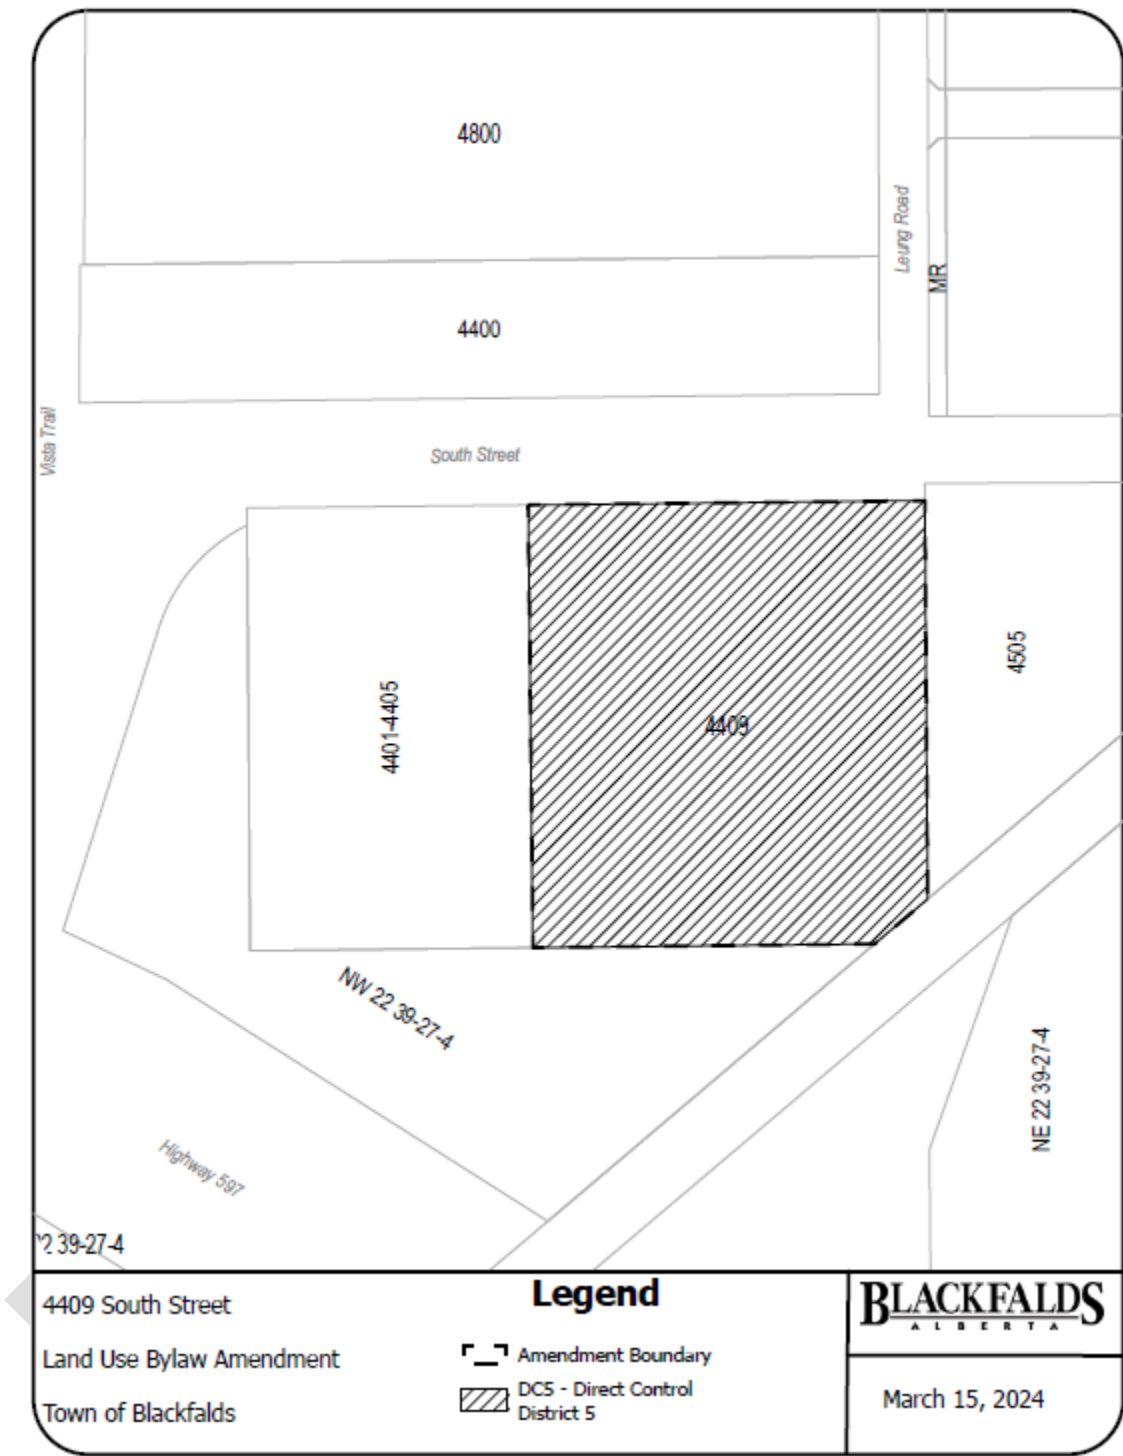 4800
Leung Road
MR
4400
Vista Trail
South Street
4401-4405
4409
4505
NW 22 39-27-4
NE 22 39-27-4
Highway 597
39-27-4
4409 South Street
Land Use Bylaw Amendment
Town of Blackfalds
Legend
Amendment Boundary
DC5 - Direct Control
District 5
BLACKFALDS
ALBERTA
March 15, 2024